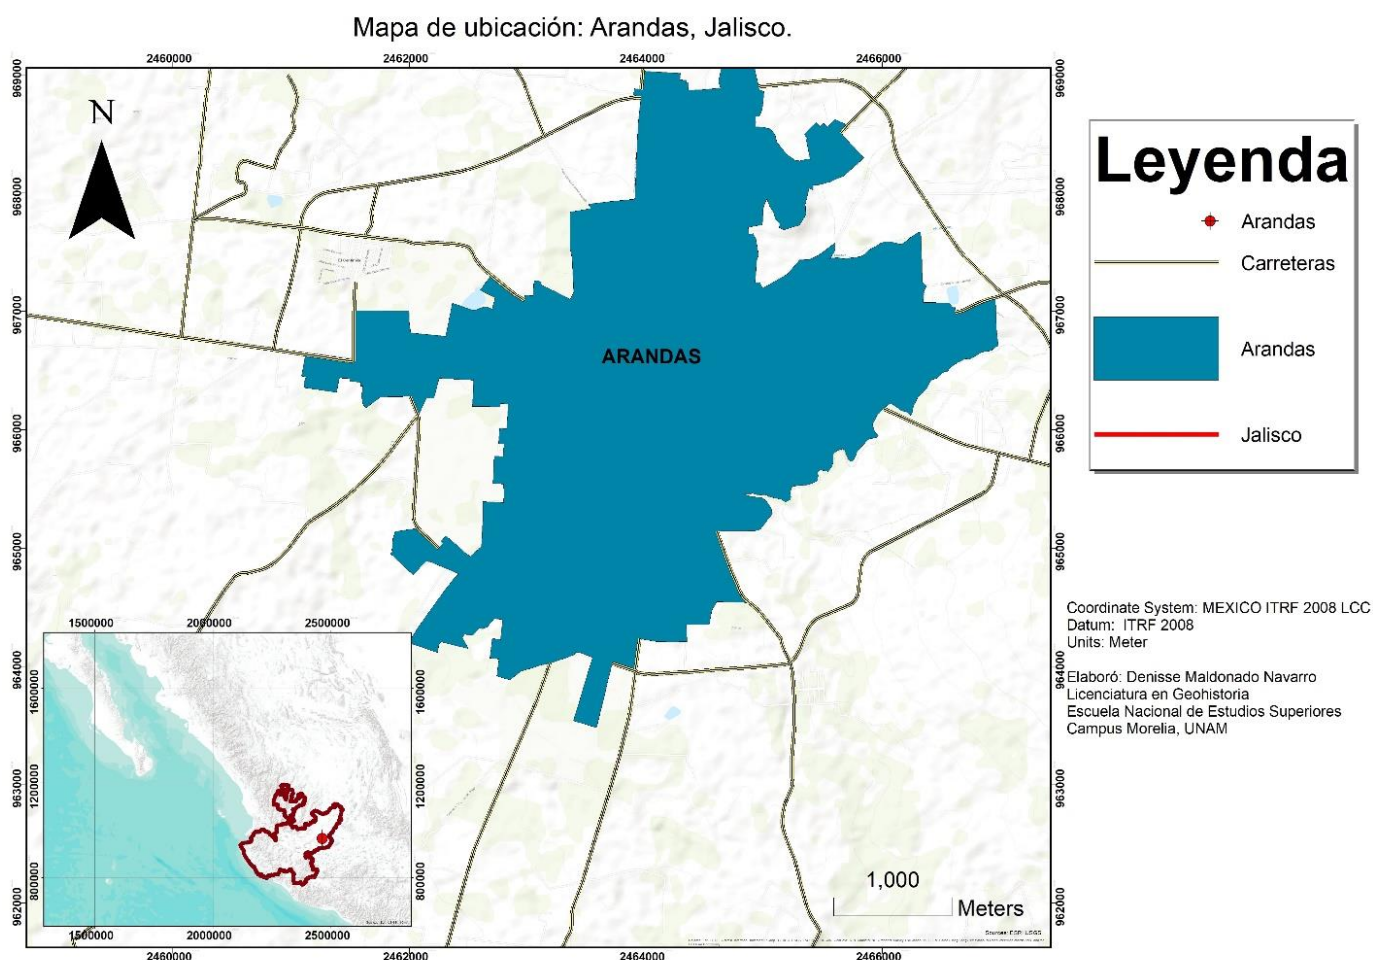 Mapa de ubicación: Arandas, Jalisco.
2460000 2462000 2464000 2466000
969000 969000
N
968000 968000
967000 967000
ARANDAS
966000 966000
965000 965000
964000 964000
963000 963000
962000 962000
1500000 2000000 2500000
1600000 1600000
1200000 1200000
800000 800000
1500000 2000000 2500000
1,000
Meters
2460000 2462000 2464000 2466000
Leyenda
Arandas
Carreteras
Arandas
Jalisco
Coordinate System: MEXICO ITRF 2008 LCC
Datum: ITRF 2008
Units: Meter
Elaboró: Denisse Maldonado Navarro
Licenciatura en Geohistoria
Escuela Nacional de Estudios Superiores
Campus Morelia, UNAM